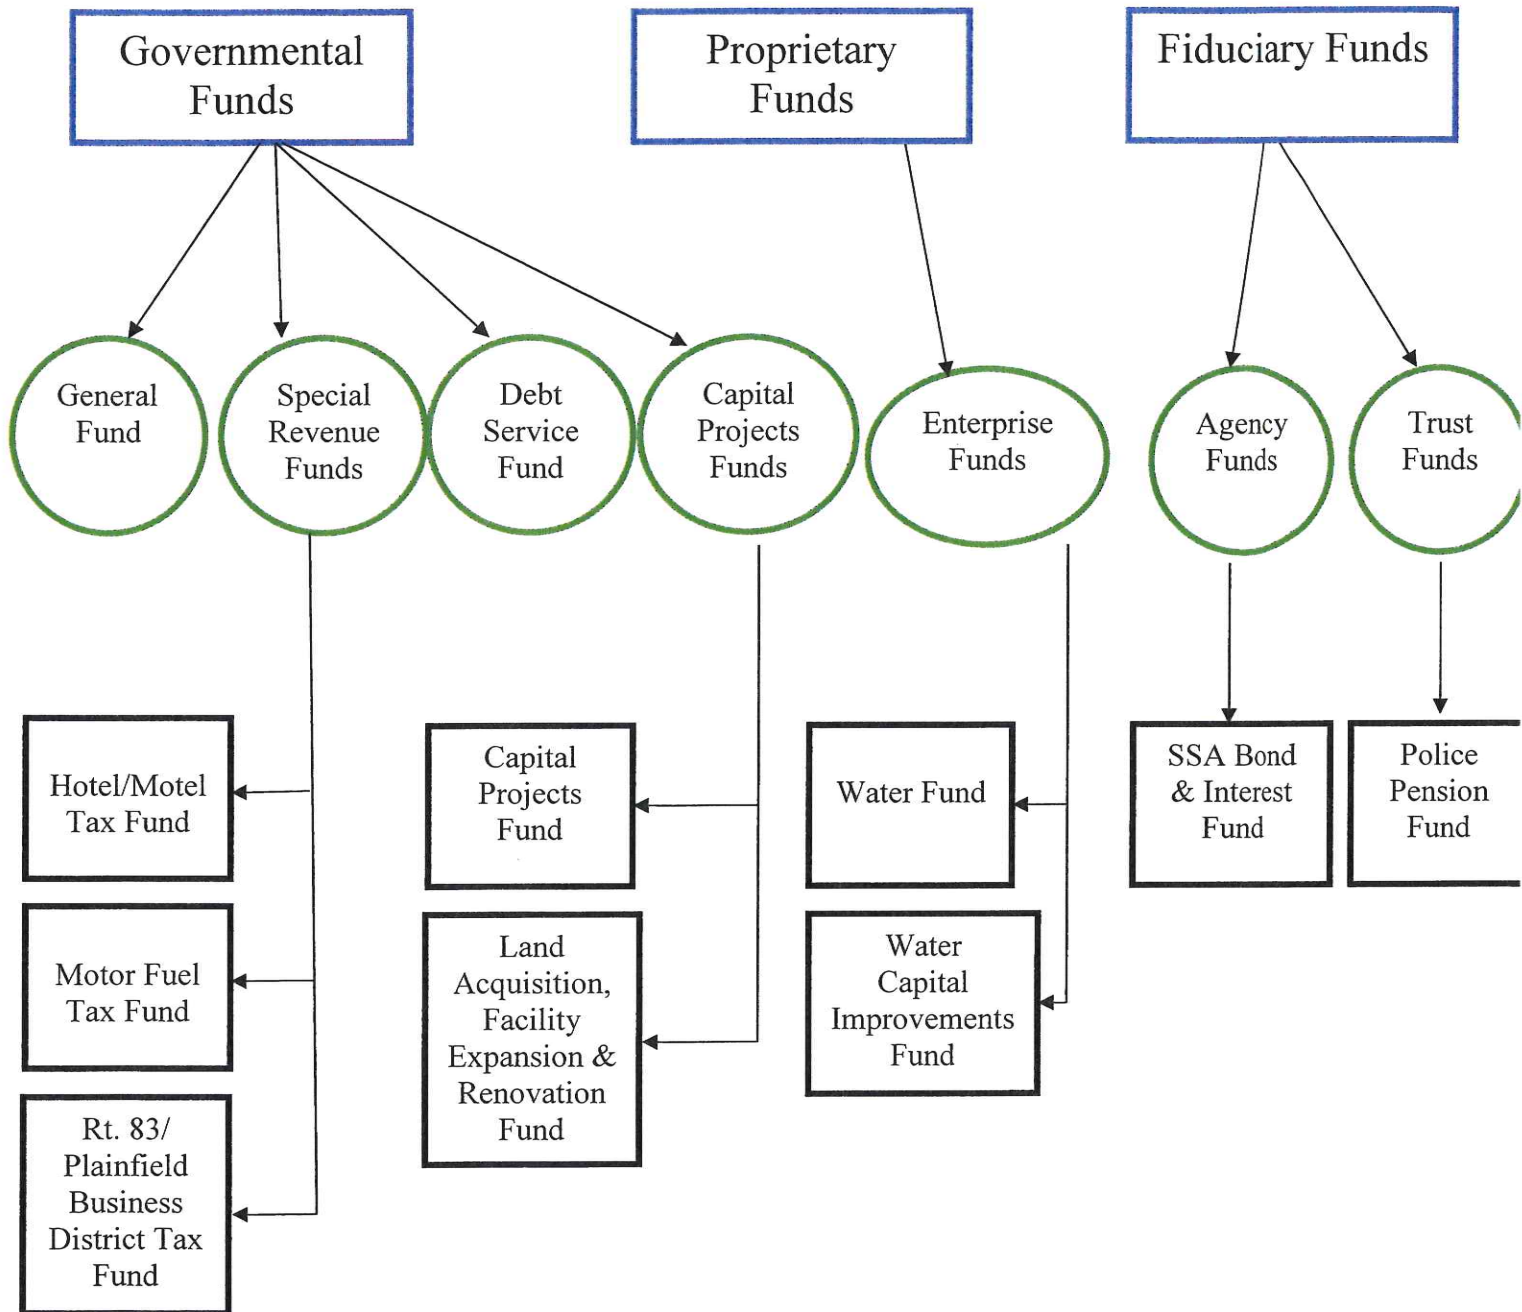 Governmental
Funds
Proprietary
Funds
Fiduciary Funds
General
Fund
Special
Revenue
Funds
Debt
Service
Fund
Capital
Projects
Funds
Enterprise
Funds
Agency
Funds
Trust
Funds
Hotel/Motel
Tax Fund
Motor Fuel
Tax Fund
Rt. 83/
Plainfield
Business
District Tax
Fund
Capital
Projects
Fund
Land
Acquisition,
Facility
Expansion &
Renovation
Fund
Water Fund
Water
Capital
Improvements
Fund
SSA Bond
& Interest
Fund
Police
Pension
Fund